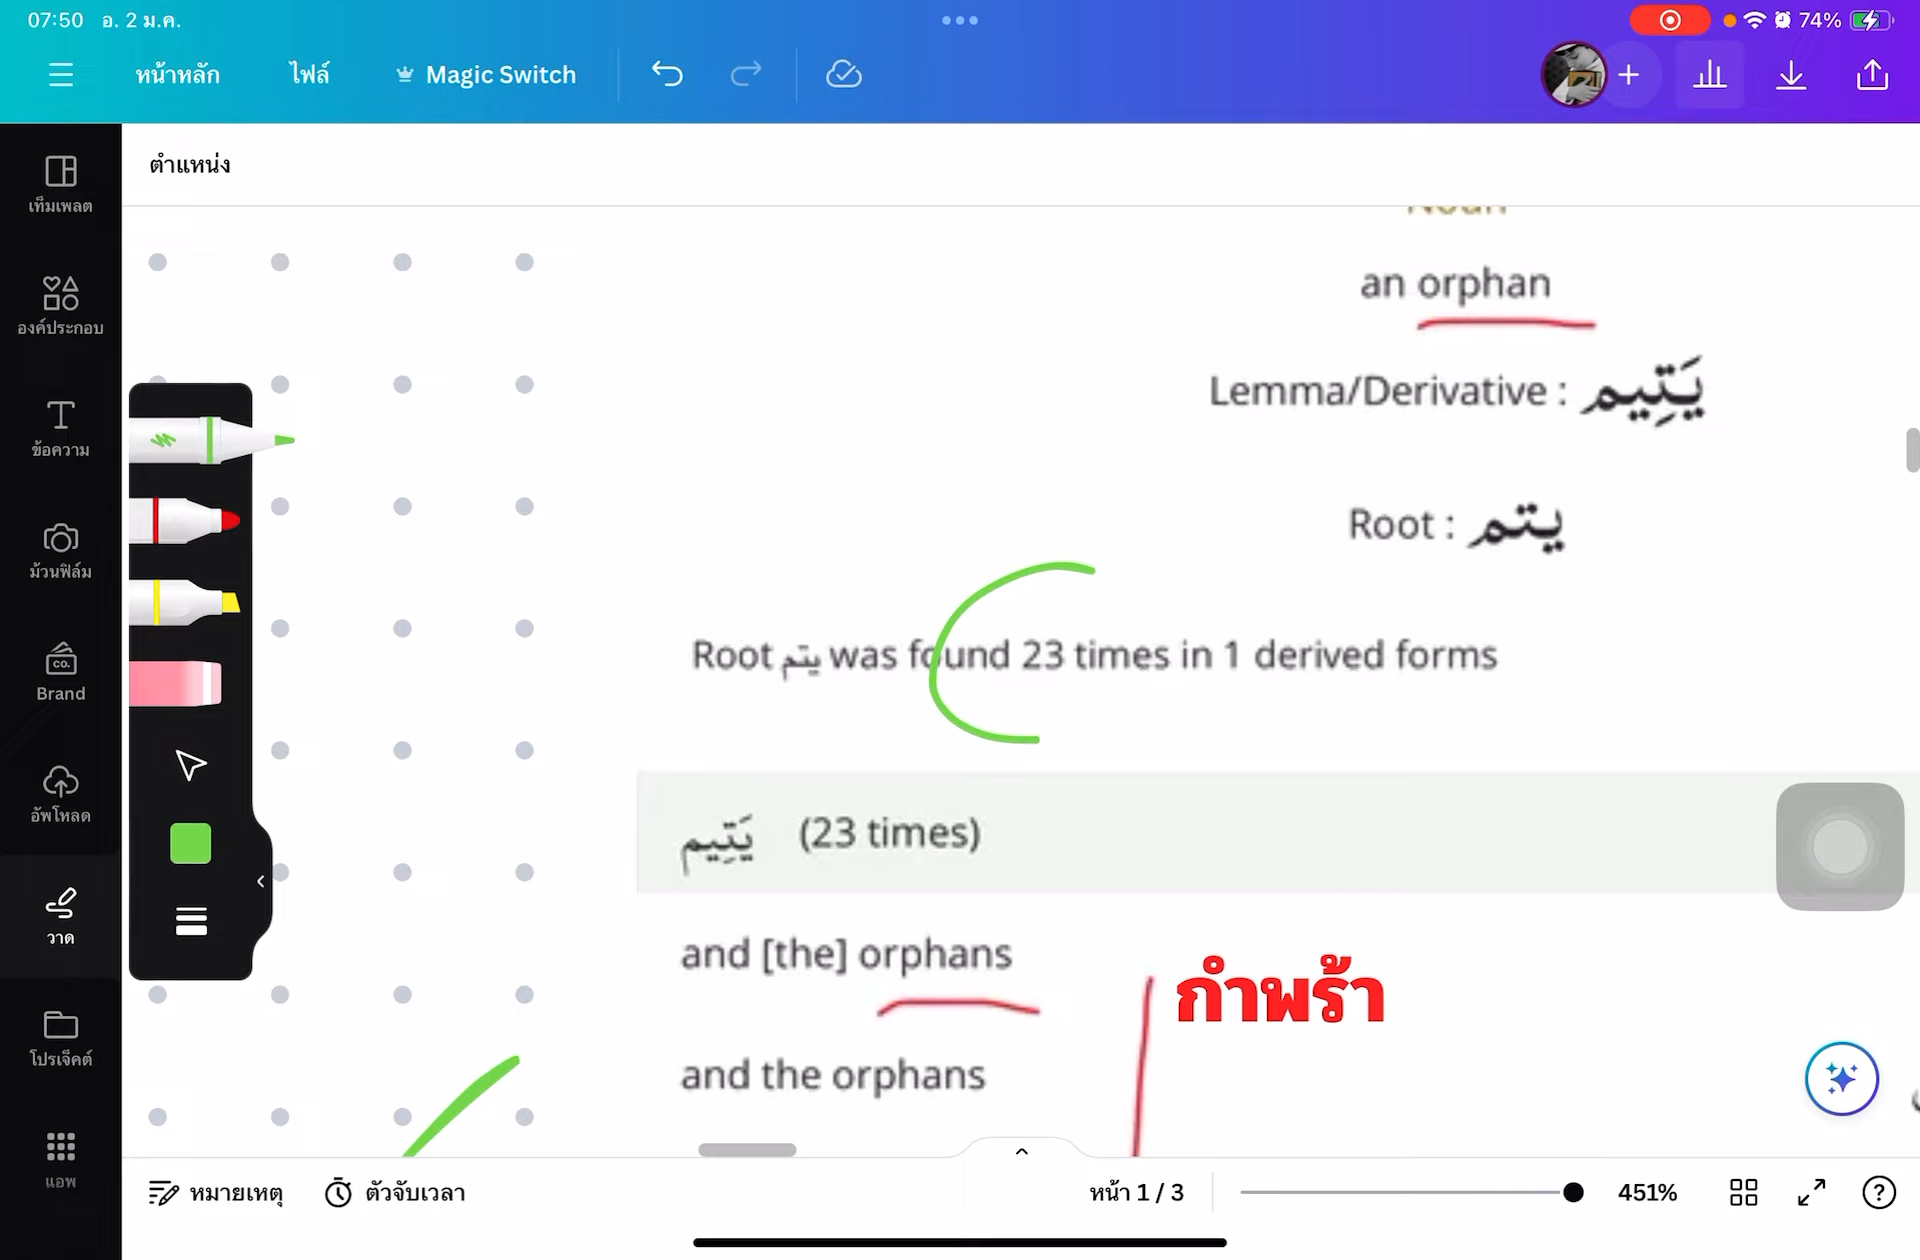 07:50 อ. 2 ม.ค. 74%
หน้าหลัก ไฟล์ Magic Switch
ตำแหน่ง
เท็มเพลต
องค์ประกอบ
ข้อความ
ม้วนฟิล์ม
CO.
Brand
อัพโหลด
วาด
โปรเจ็คต์
แอพ
Noun
an orphan
Lemma/Derivative : يَتِيم
Root : يتم
Root يتم was found 23 times in 1 derived forms
يَتِيم (23 times)
and [the] orphans
กำพร้า
and the orphans
หมายเหตุ ตัวจับเวลา หน้า 1 / 3 451%